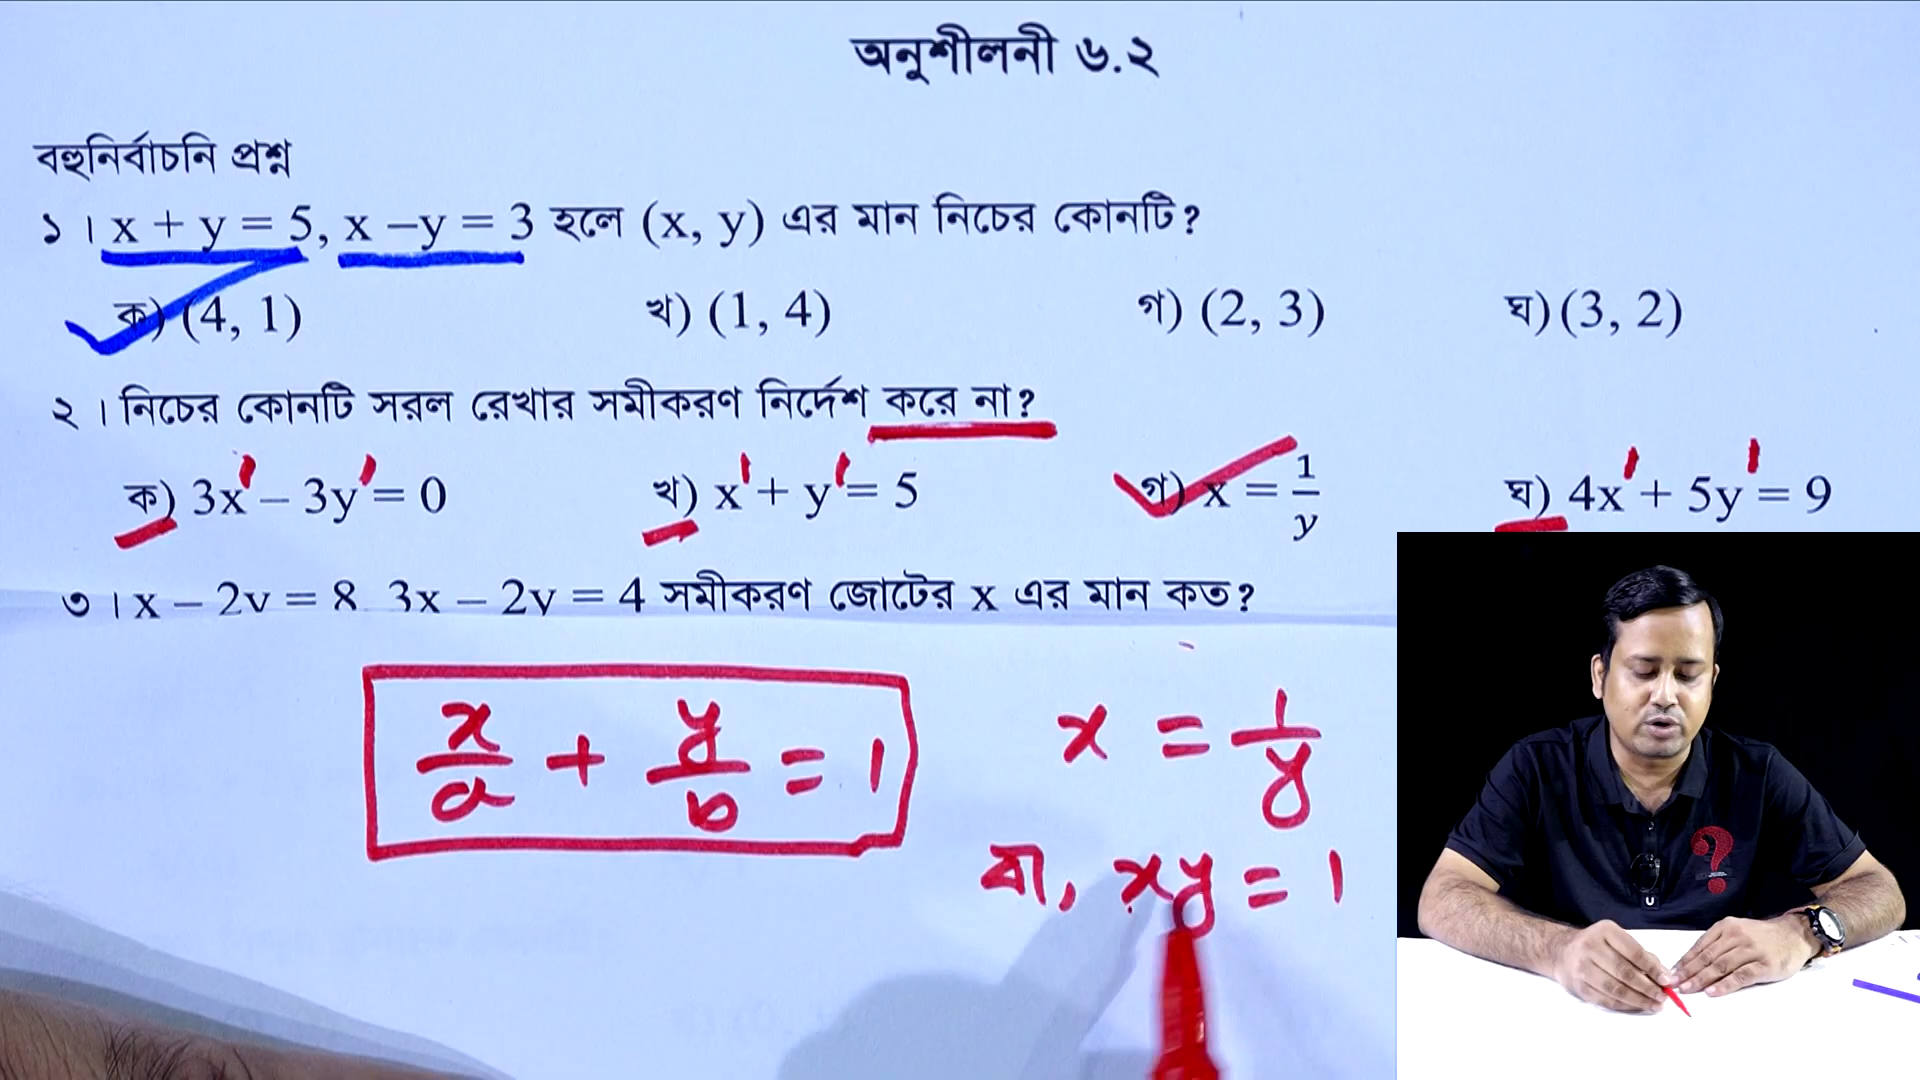 অনুশীলনী ৬.২
বহুনির্বাচনি প্রশ্ন
১। x + y = 5, x –y = 3 হলে (x, y) এর মান নিচের কোনটি?
ক) (4, 1) খ) (1, 4) গ) (2, 3) ঘ) (3, 2)
২। নিচের কোনটি সরল রেখার সমীকরণ নির্দেশ করে না?
ক) 3x – 3y = 0 খ) x + y = 5 গ) x = 1/y ঘ) 4x + 5y = 9
৩। x – 2y = 8 3x – 2y = 4 সমীকরণ জোটের x এর মান কত?
x/a + y/b = 1
x = 1/y
বা, xy = 1